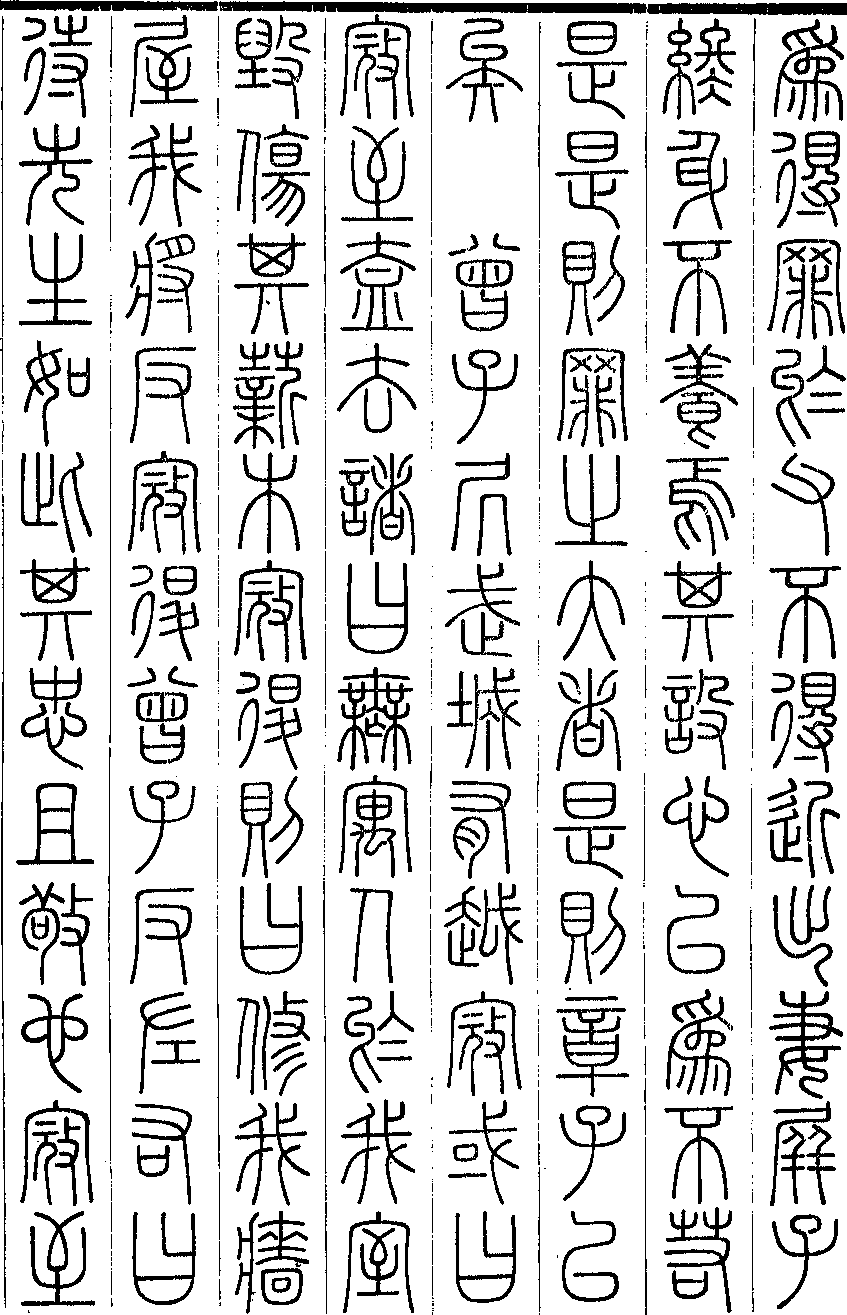 為得罪於父不得近出妻屏子
終身不養焉其設心以為不若
是是則罪之大者是則章子已
矣　曾子居武城有越寇或曰
寇至盍去諸曰無寓人於我室
毀傷其薪木寇退則曰修我牆
屋我將反寇退曾子反左右曰
待先生如此其忠且敬也寇至